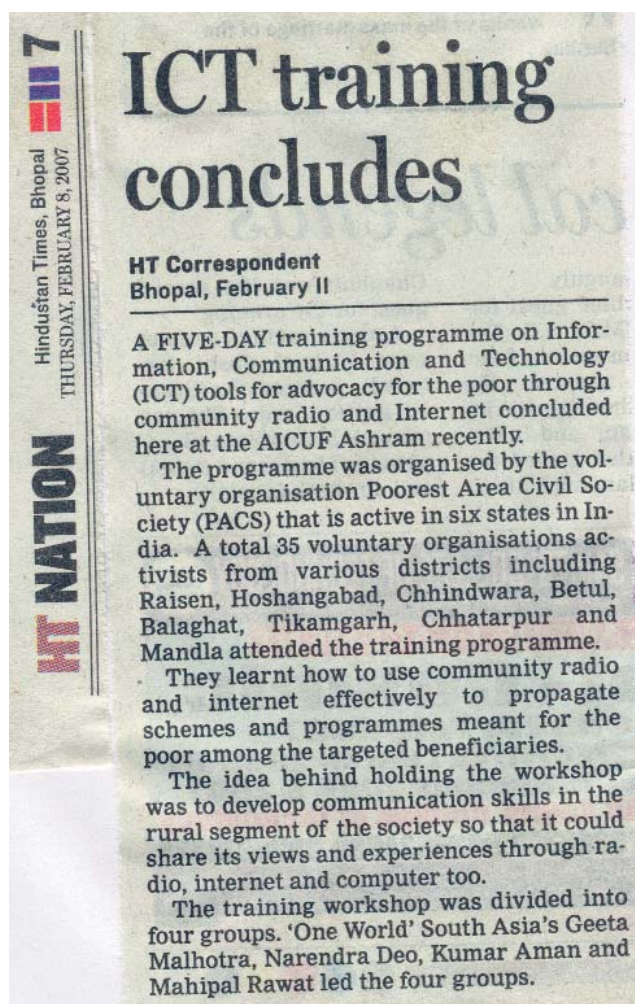 HT NATION
Hindustan Times, Bhopal
THURSDAY, FEBRUARY 8, 2007
7
ICT training
concludes
HT Correspondent
Bhopal, February 11
A FIVE-DAY training programme on Infor-
mation, Communication and Technology
(ICT) tools for advocacy for the poor through
community radio and Internet concluded
here at the AICUF Ashram recently.
The programme was organised by the vol-
untary organisation Poorest Area Civil So-
ciety (PACS) that is active in six states in In-
dia. A total 35 voluntary organisations ac-
tivists from various districts including
Raisen, Hoshangabad, Chhindwara, Betul,
Balaghat, Tikamgarh, Chhatarpur and
Mandla attended the training programme.
They learnt how to use community radio
and internet effectively to propagate
schemes and programmes meant for the
poor among the targeted beneficiaries.
The idea behind holding the workshop
was to develop communication skills in the
rural segment of the society so that it could
share its views and experiences through ra-
dio, internet and computer too.
The training workshop was divided into
four groups. ‘One World’ South Asia's Geeta
Malhotra, Narendra Deo, Kumar Aman and
Mahipal Rawat led the four groups.